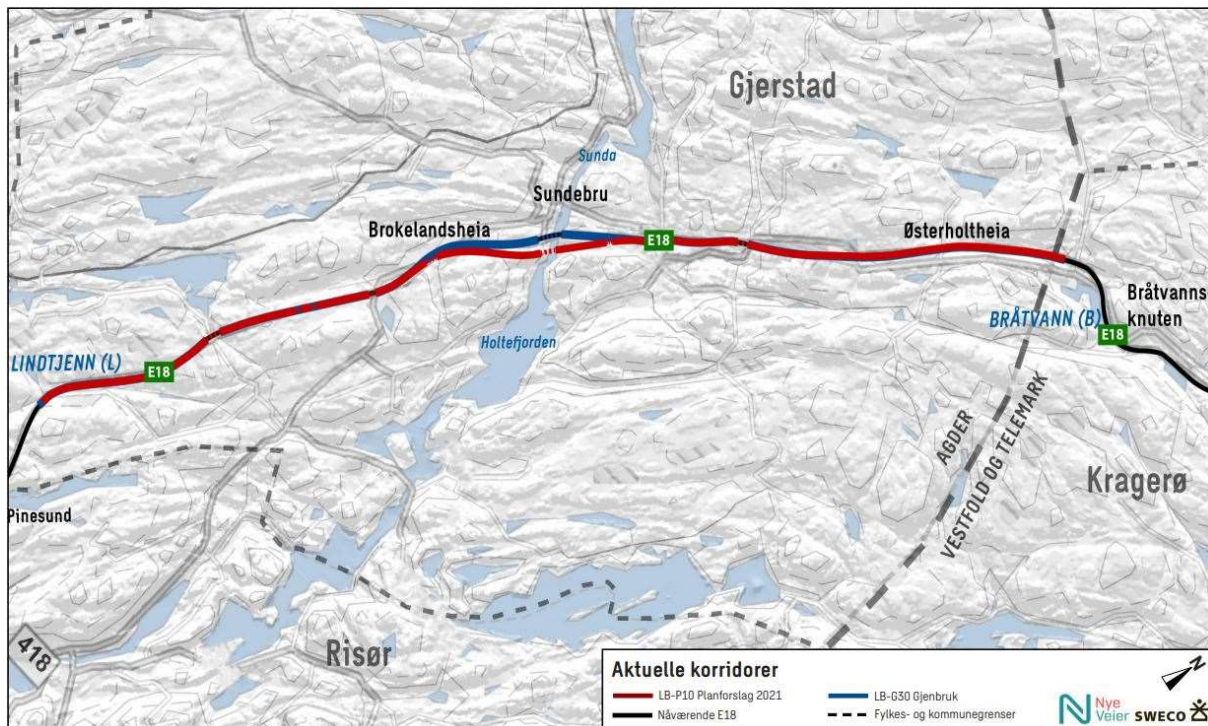 Gjerstad
Sunda
Sundebru
Brokelandsheia
E18
Østerholtheia
Bråtvanns
knuten
BRÅTVANN (B)
E18
Holtefjorden
LINDTJENN (L)
E18
AGDER
VESTFOLD OG TELEMARK
Kragerø
Pinesund
418
Risør
Aktuelle korridorer
LB-P10 Planforslag 2021
LB-G30 Gjenbruk
Nåværende E18
Fylkes- og kommunegrenser
N
Nye
Veier
SWECO